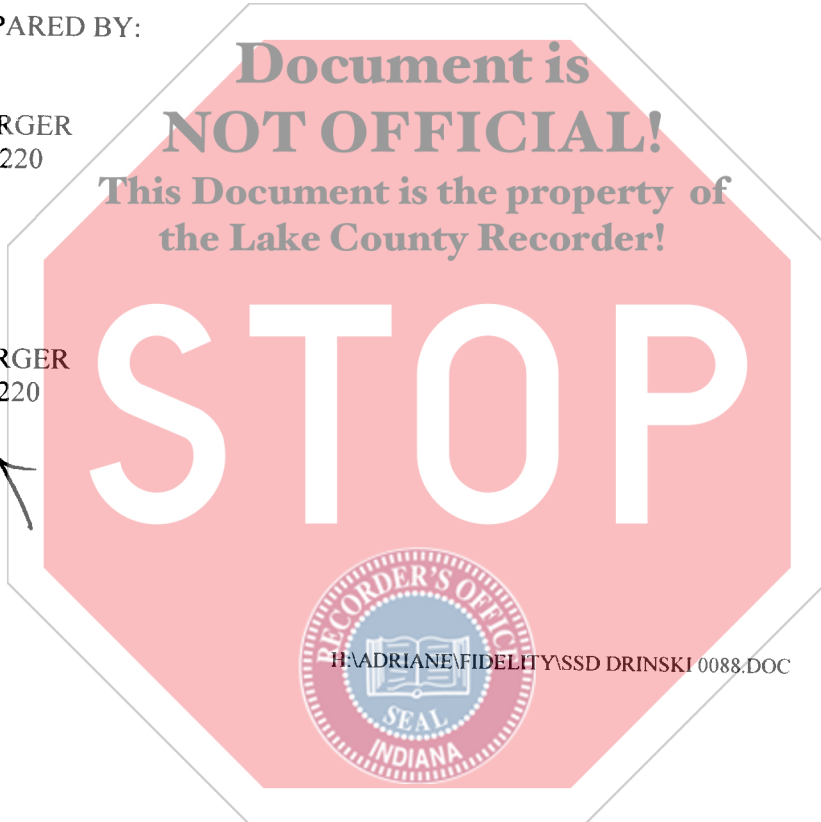 PARED BY:
Document is
NOT OFFICIAL!
RGER
220
This Document is the property of
the Lake County Recorder!
STOP
RGER
220
RECORDER'S OFFICE
H:\ADRIANE\FIDELITY\SSD DRINSKI 0088.DOC
SEAL
INDIANA